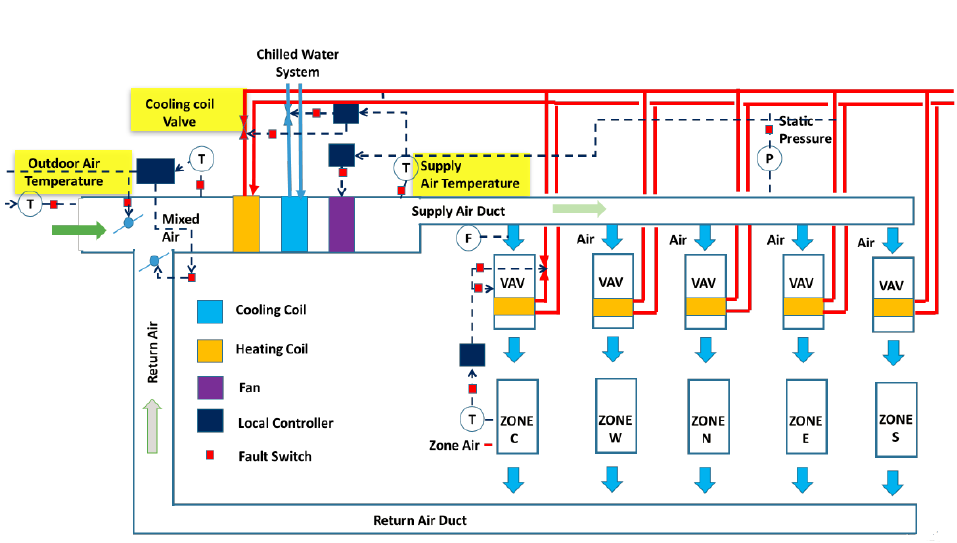 Chilled Water
System
Cooling coil
Valve
Static
Pressure
Outdoor Air
Temperature
T
T
Supply
Air Temperature
P
T
Mixed
Air
Supply Air Duct
F
Air
Air
Air
Air
VAV
VAV
VAV
VAV
VAV
Cooling Coil
Heating Coil
Fan
Local Controller
Fault Switch
Return Air
T
Zone Air
ZONE
C
ZONE
W
ZONE
N
ZONE
E
ZONE
S
Return Air Duct